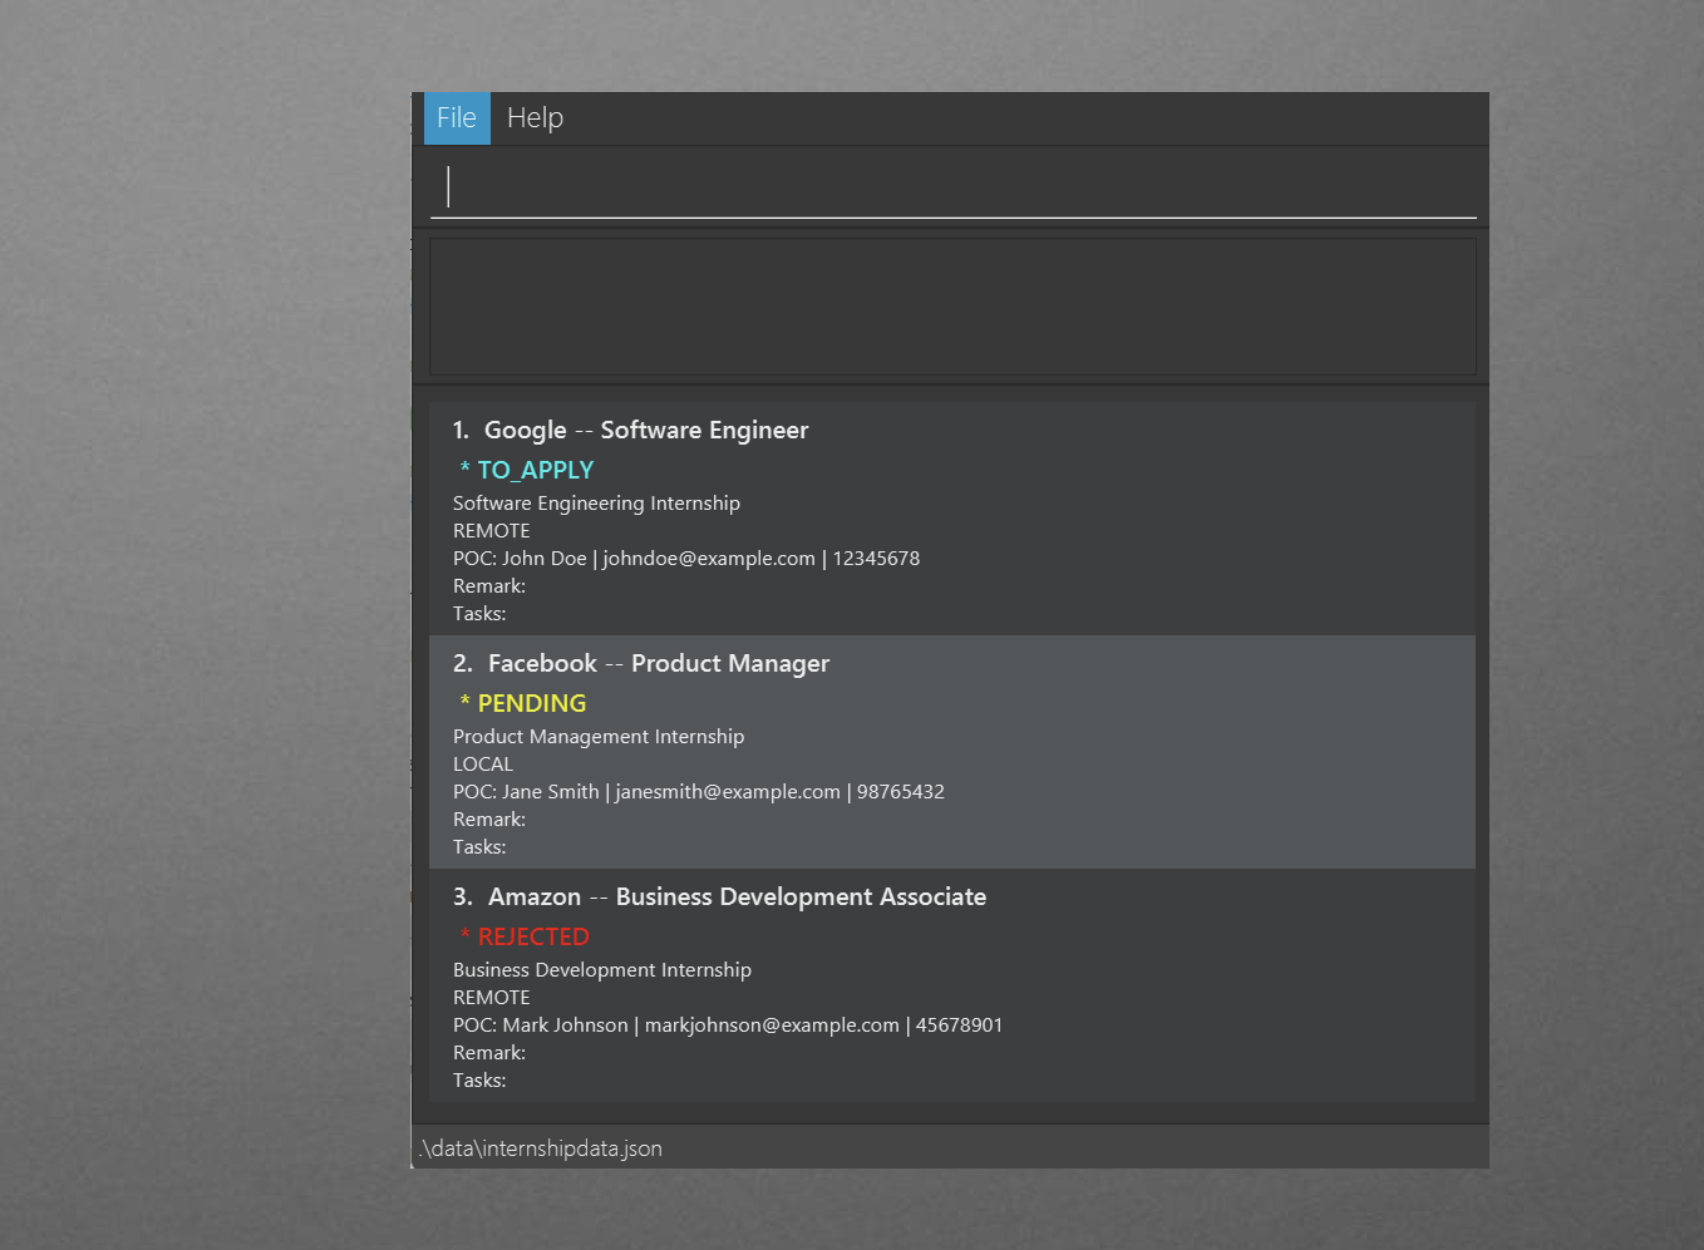 File Help
1. Google -- Software Engineer
* TO_APPLY
Software Engineering Internship
REMOTE
POC: John Doe | johndoe@example.com | 12345678
Remark:
Tasks:
2. Facebook -- Product Manager
* PENDING
Product Management Internship
LOCAL
POC: Jane Smith | janesmith@example.com | 98765432
Remark:
Tasks:
3. Amazon -- Business Development Associate
* REJECTED
Business Development Internship
REMOTE
POC: Mark Johnson | markjohnson@example.com | 45678901
Remark:
Tasks:
.\data\internshipdata.json